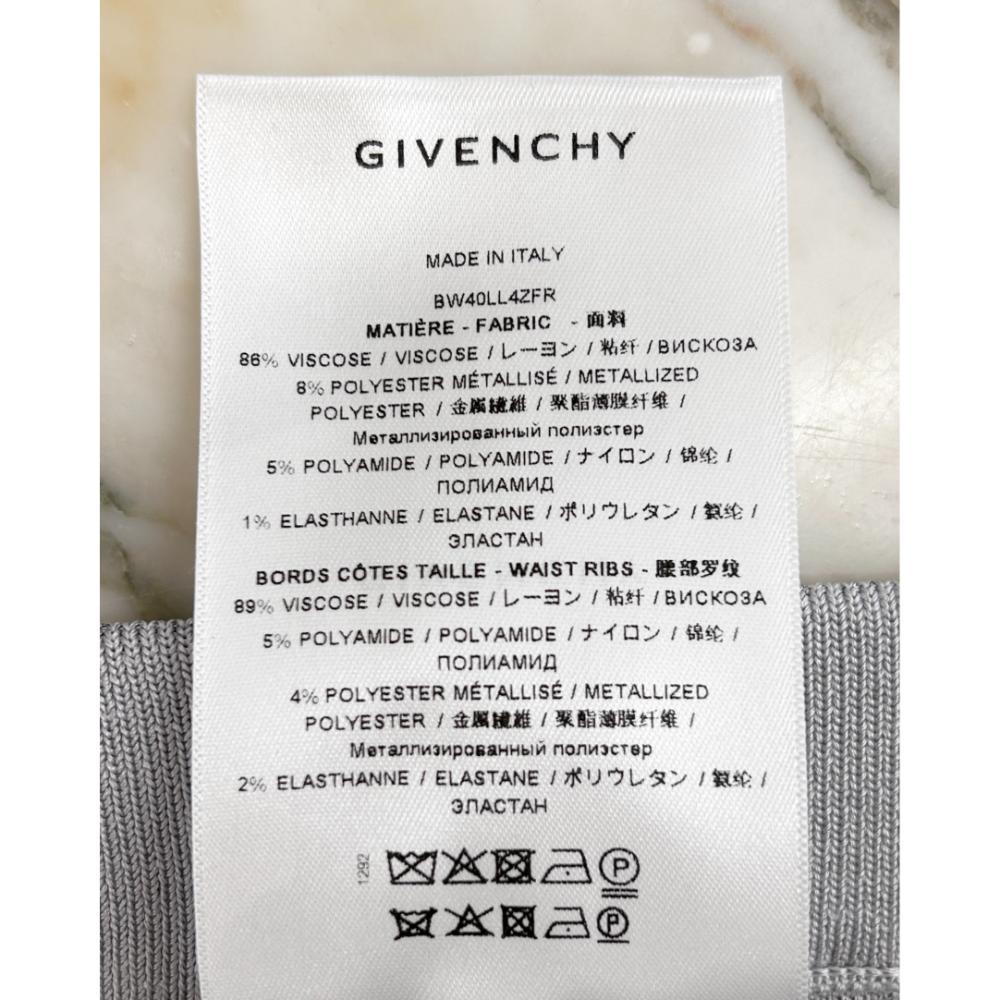 GIVENCHY
MADE IN ITALY
BW40LL4ZFR
MATIÈRE - FABRIC - 面料
86% VISCOSE / VISCOSE / レーヨン / 粘纤 / ВИСКОЗА
8% POLYESTER MÉTALLISÉ / METALLIZED
POLYESTER / 金属繊維 / 聚酯薄膜纤维 /
Металлизированный полиэстер
5% POLYAMIDE / POLYAMIDE / ナイロン / 锦纶 /
ПОЛИАМИД
1% ELASTHANNE / ELASTANE / ポリウレタン / 氨纶 /
ЭЛАСТАН
BORDS CÔTES TAILLE - WAIST RIBS - 腰部罗纹
89% VISCOSE / VISCOSE / レーヨン / 粘纤 / ВИСКОЗА
5% POLYAMIDE / POLYAMIDE / ナイロン / 锦纶 /
ПОЛИАМИД
4% POLYESTER MÉTALLISÉ / METALLIZED
POLYESTER / 金属繊維 / 聚酯薄膜纤维 /
Металлизированный полиэстер
2% ELASTHANNE / ELASTANE / ポリウレタン / 氨纶 /
ЭЛАСТАН
1292
P
P